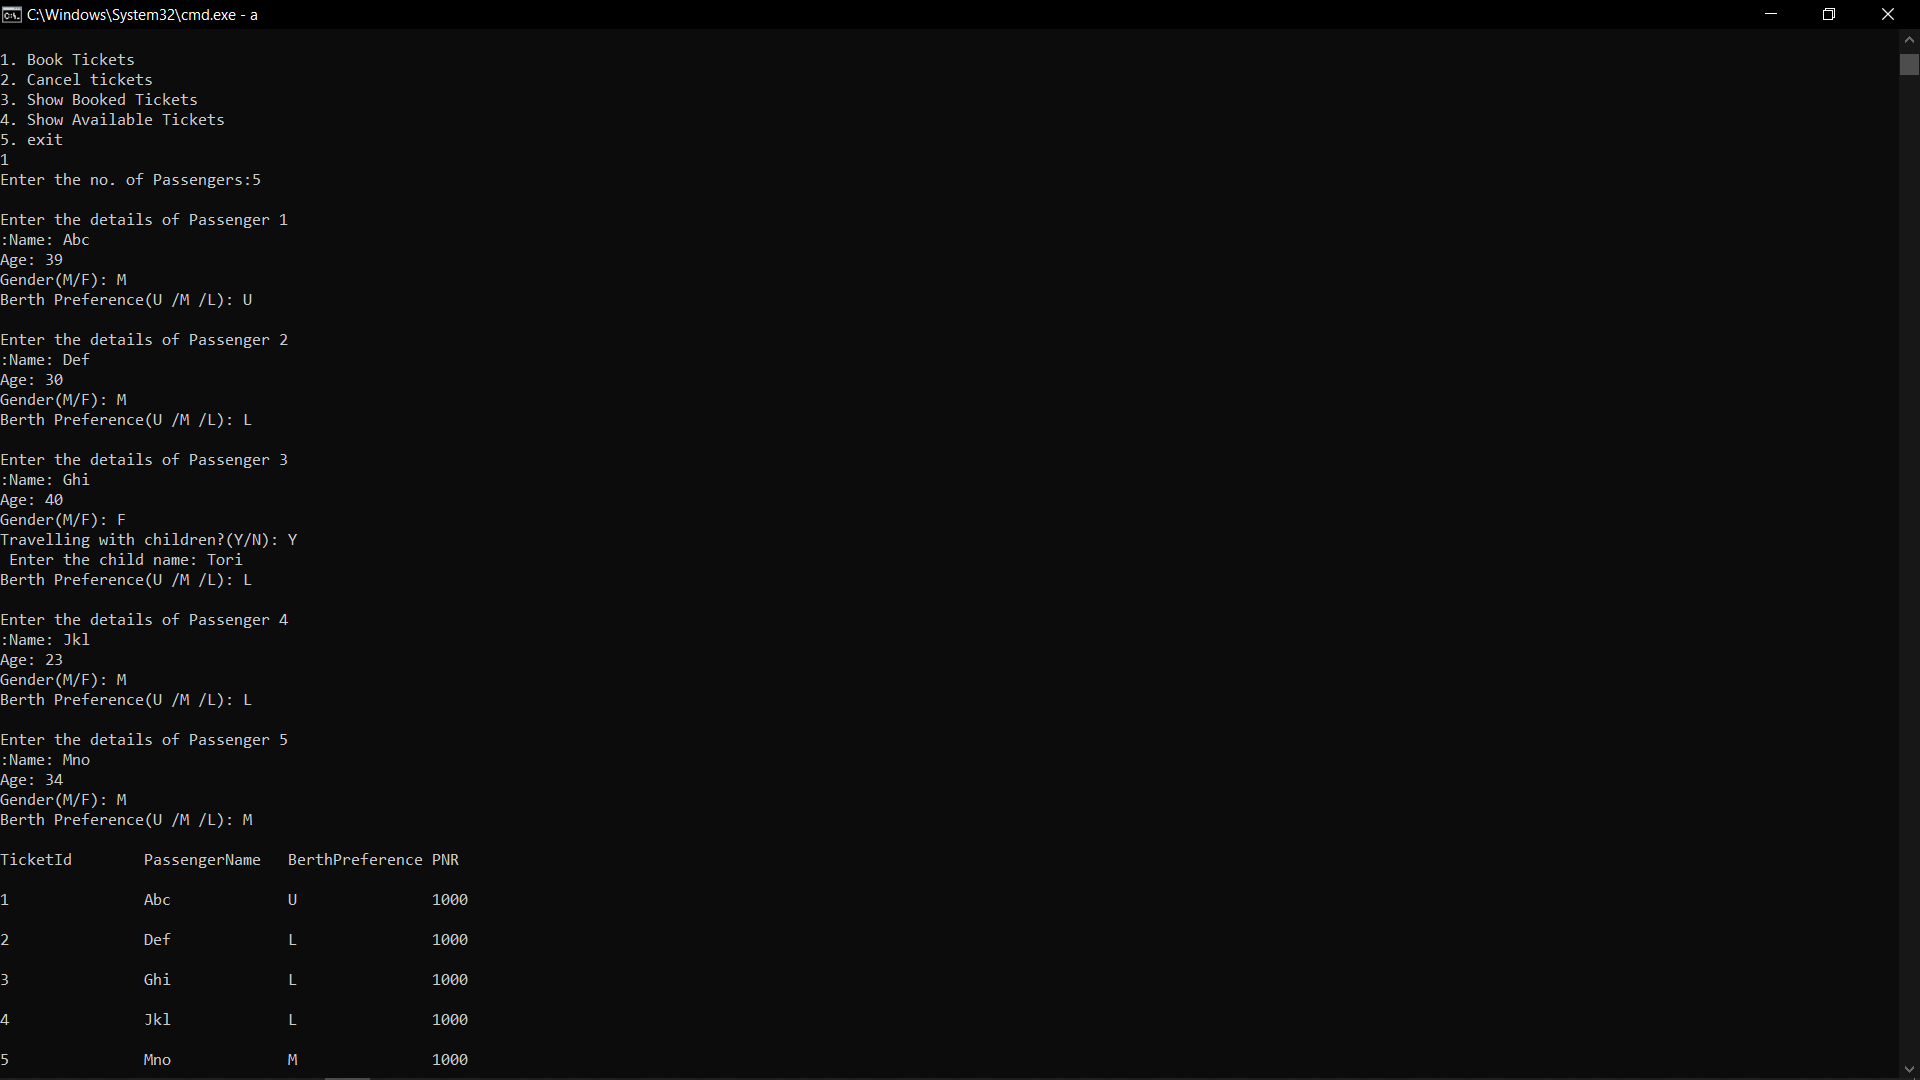 C:\Windows\System32\cmd.exe - a
1. Book Tickets
2. Cancel tickets
3. Show Booked Tickets
4. Show Available Tickets
5. exit
1
Enter the no. of Passengers:5
Enter the details of Passenger 1
:Name: Abc
Age: 39
Gender(M/F): M
Berth Preference(U /M /L): U
Enter the details of Passenger 2
:Name: Def
Age: 30
Gender(M/F): M
Berth Preference(U /M /L): L
Enter the details of Passenger 3
:Name: Ghi
Age: 40
Gender(M/F): F
Travelling with children?(Y/N): Y
 Enter the child name: Tori
Berth Preference(U /M /L): L
Enter the details of Passenger 4
:Name: Jkl
Age: 23
Gender(M/F): M
Berth Preference(U /M /L): L
Enter the details of Passenger 5
:Name: Mno
Age: 34
Gender(M/F): M
Berth Preference(U /M /L): M
TicketId        PassengerName   BerthPreference PNR
1               Abc             U               1000
2               Def             L               1000
3               Ghi             L               1000
4               Jkl             L               1000
5               Mno             M               1000